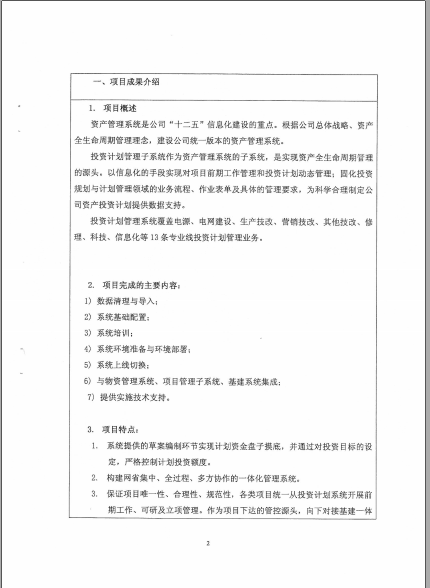 一、项目成果介绍
1. 项目概述
资产管理系统是公司“十二五”信息化建设的重点。根据公司总体战略、资产
全生命周期管理理念，建设公司统一版本的资产管理系统。
投资计划管理子系统作为资产管理系统的子系统，是实现资产全生命周期管理
的源头。以信息化的手段实现对项目前期工作管理和投资计划动态管理；固化投资
规划与计划管理领域的业务流程、作业表单及具体的管理要求，为科学合理制定公
司资产投资计划提供数据支持。
投资计划管理系统覆盖电源、电网建设、生产技改、营销技改、其他技改、修
理、科技、信息化等 13 条专业线投资计划管理业务。
2. 项目完成的主要内容：
1) 数据清理与导入；
2) 系统基础配置；
3) 系统培训；
4) 系统环境准备与环境部署；
5) 系统上线切换；
6) 与物资管理系统、项目管理子系统、基建系统集成；
7) 提供实施技术支持。
3. 项目特点：
1. 系统提供的草案编制环节实现计划资金盘子摸底，并通过对投资目标的设
定，严格控制计划投资额度。
2. 构建网省集中、全过程、多方协作的一体化管理系统。
3. 保证项目唯一性、合理性、规范性，各类项目统一从投资计划系统开展前
期工作、可研及立项管理。作为项目下达的管控源头，向下对接基建一体
2